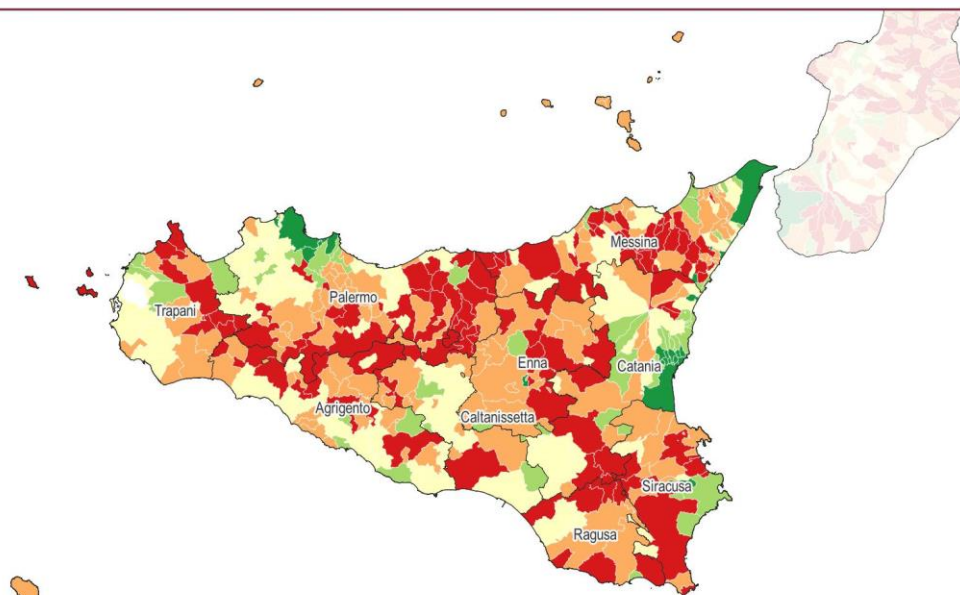 Messina
Palermo
Trapani
Enna
Catania
Agrigento
Caltanissetta
Siracusa
Ragusa